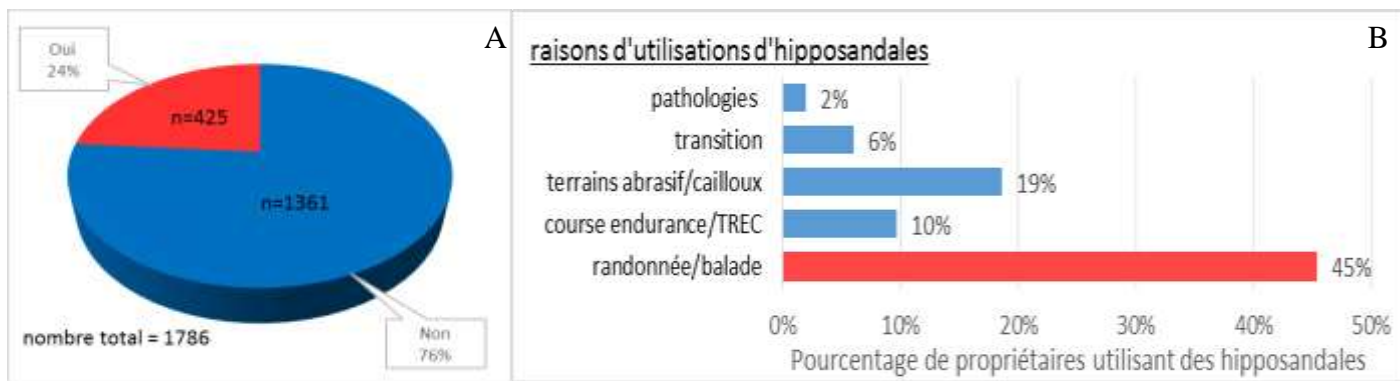 A
Oui
24%
n=425
n=1361
Non
76%
nombre total = 1786
B
raisons d'utilisations d'hipposandales
pathologies 2%
transition 6%
terrains abrasif/cailloux 19%
course endurance/TREC 10%
randonnée/balade 45%
0% 10% 20% 30% 40% 50%
Pourcentage de propriétaires utilisant des hipposandales